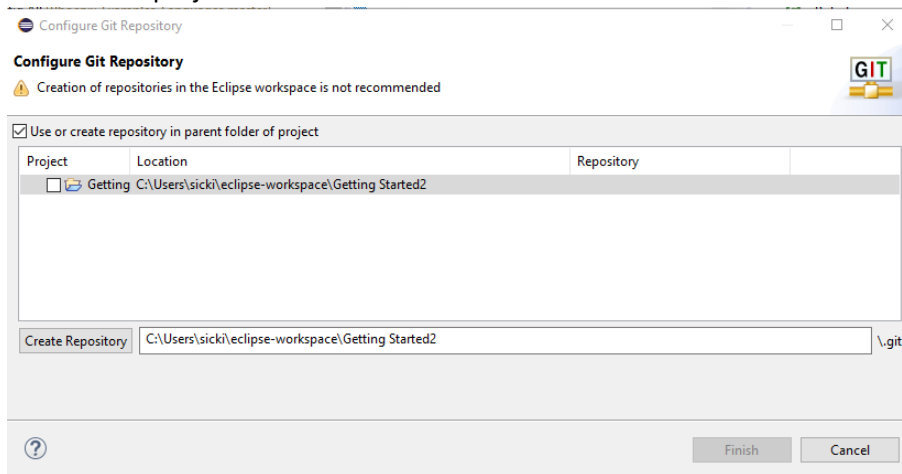 Configure Git Repository
Configure Git Repository
GIT
Creation of repositories in the Eclipse workspace is not recommended
Use or create repository in parent folder of project
Project Location Repository
Getting C:\Users\sicki\eclipse-workspace\Getting Started2
Create Repository C:\Users\sicki\eclipse-workspace\Getting Started2 \.git
? Finish Cancel